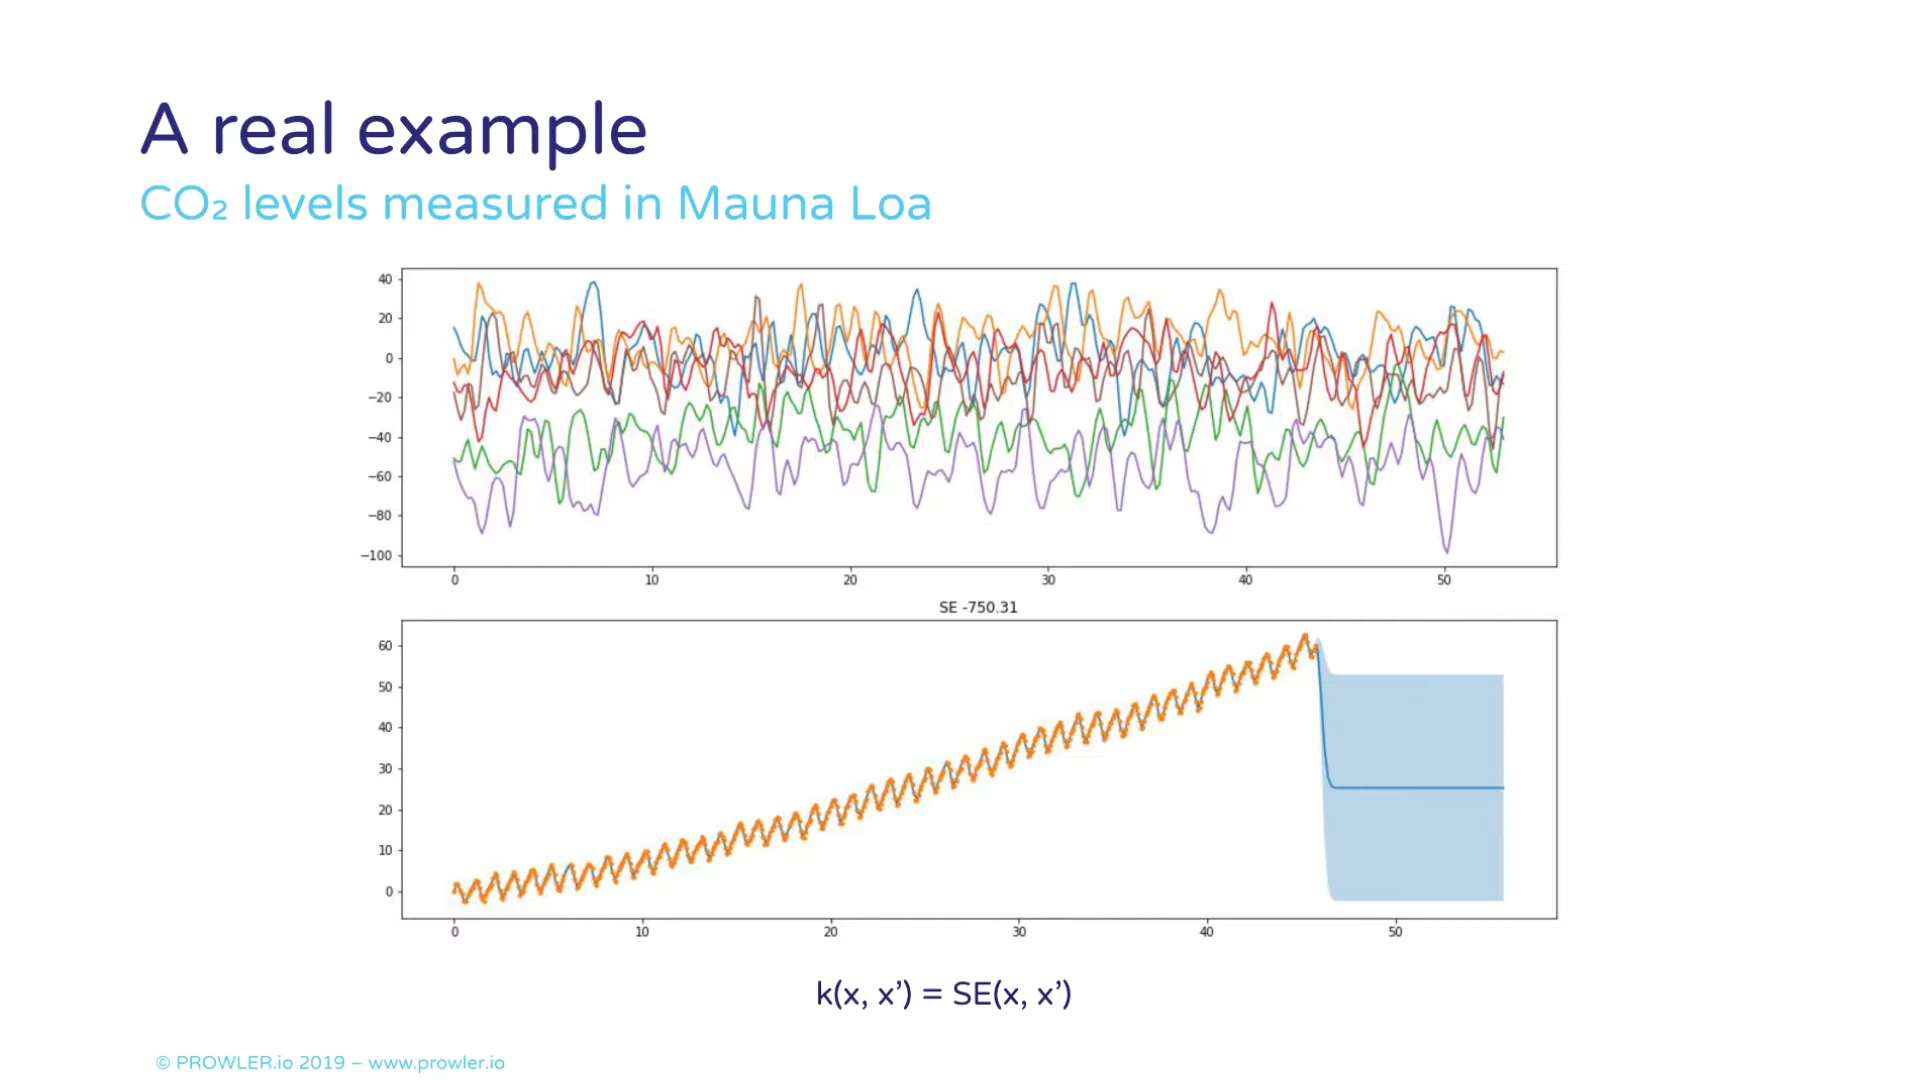 A real example
CO₂ levels measured in Mauna Loa
40
20
0
−20
−40
−60
−80
−100
0 10 20 30 40 50
SE -750.31
60
50
40
30
20
10
0
0 10 20 30 40 50
k(x, x’) = SE(x, x’)
© PROWLER.io 2019 – www.prowler.io